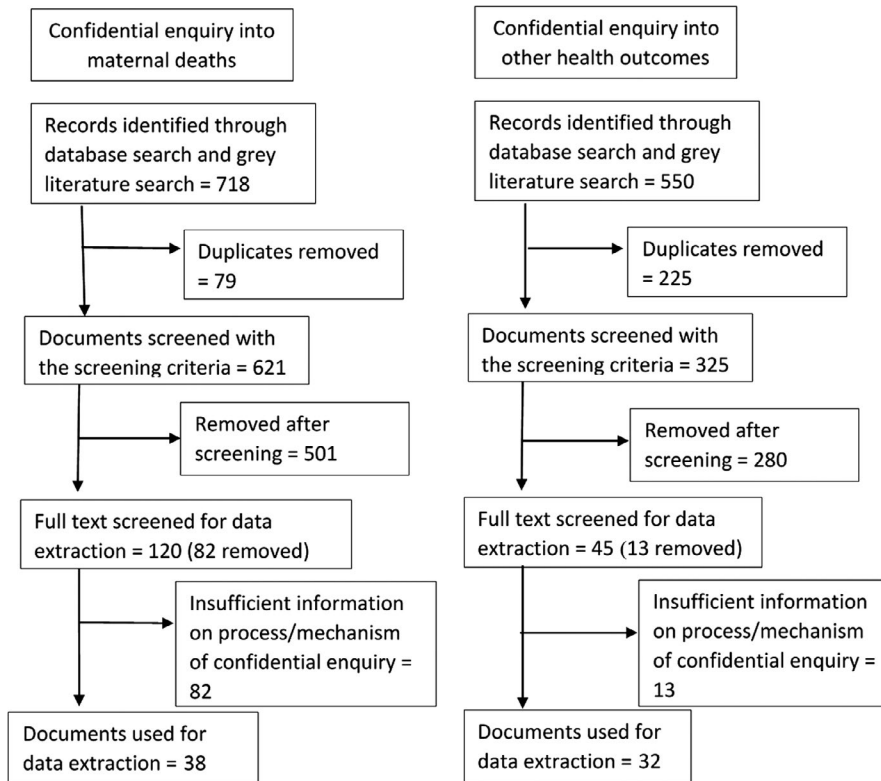 Confidential enquiry into
maternal deaths
Records identified through
database search and grey
literature search = 718
Duplicates removed
= 79
Documents screened with
the screening criteria = 621
Removed after
screening = 501
Full text screened for data
extraction = 120 (82 removed)
Insufficient information
on process/mechanism
of confidential enquiry =
82
Documents used for
data extraction = 38
Confidential enquiry into
other health outcomes
Records identified through
database search and grey
literature search = 550
Duplicates removed =
225
Documents screened with
the screening criteria = 325
Removed after
screening = 280
Full text screened for data
extraction = 45 (13 removed)
Insufficient information
on process/mechanism
of confidential enquiry =
13
Documents used for
data extraction = 32